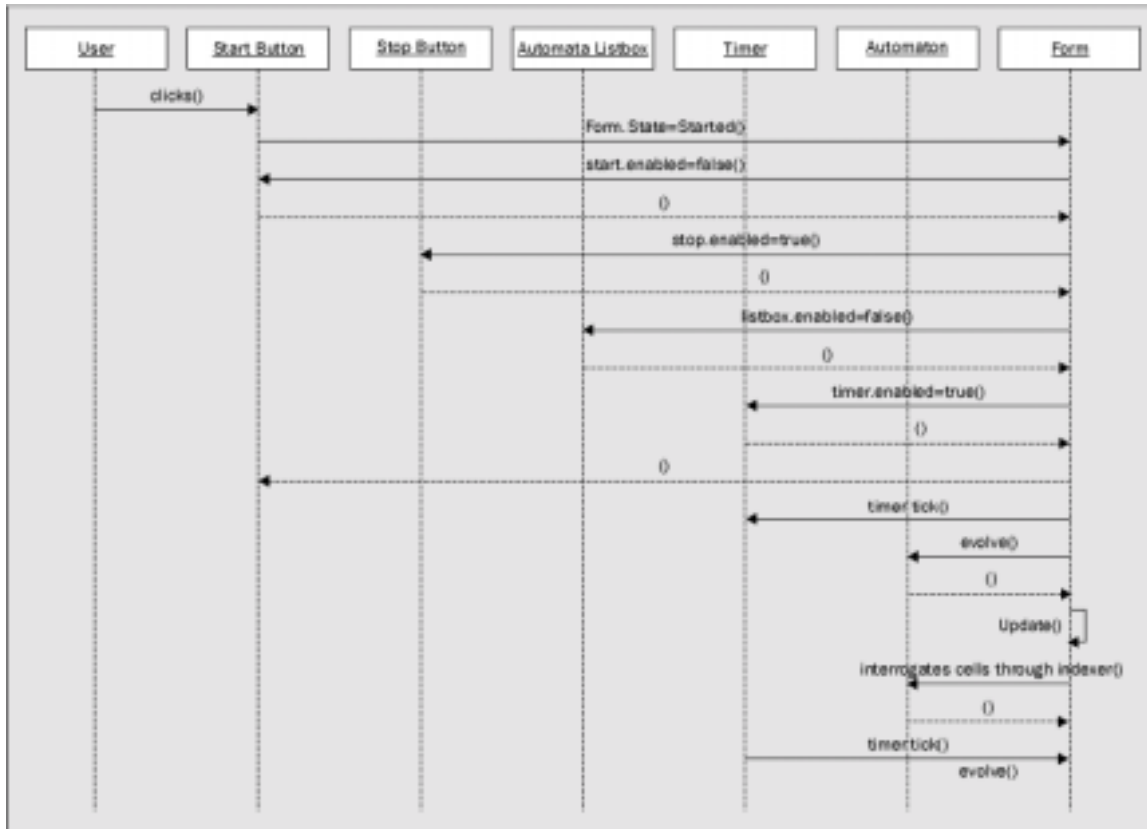 User
Start Button
Stop Button
Automata Listbox
Timer
Automaton
Form
clicks()
Form.State=Started()
start.enabled=false()
()
stop.enabled=true()
()
listbox.enabled=false()
()
timer.enabled=true()
()
()
timer.tick()
evolve()
()
Update()
interrogates cells through indexer()
()
timer.tick()
evolve()